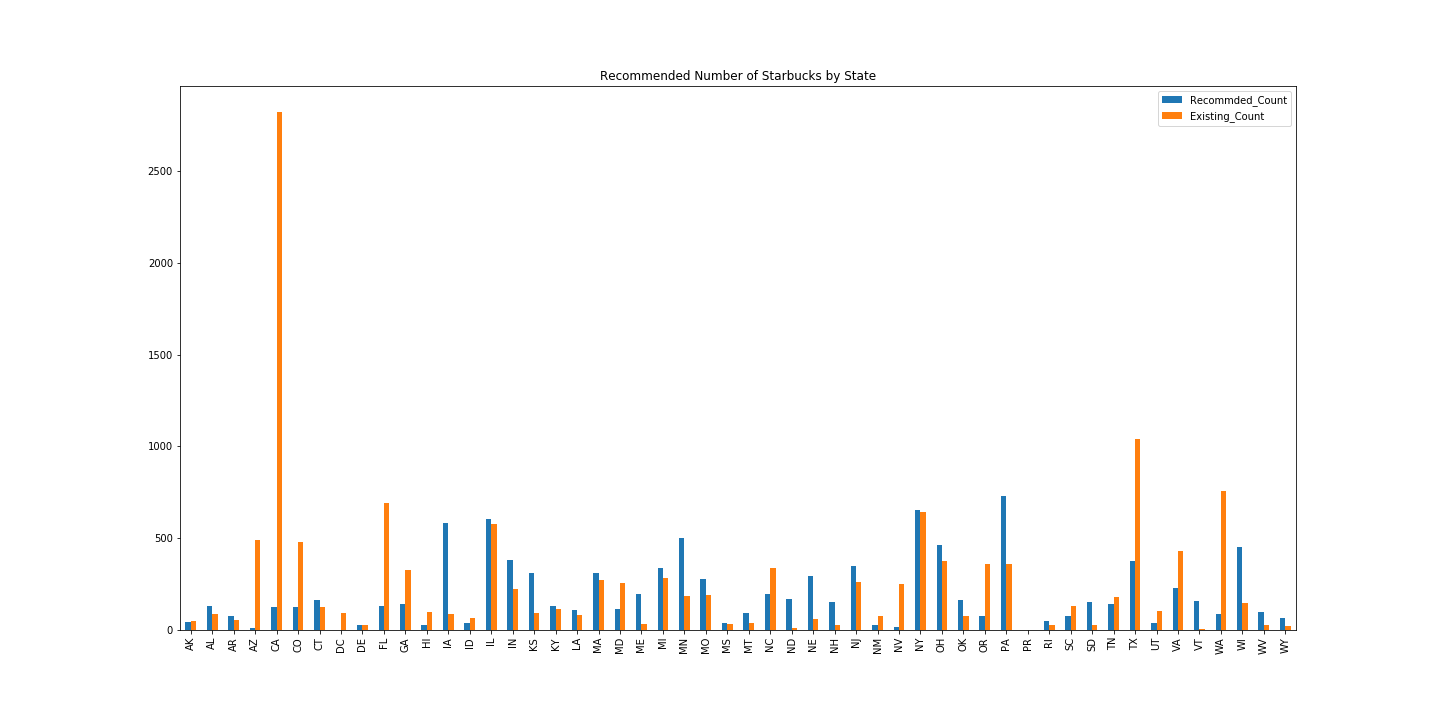 Recommended Number of Starbucks by State
Recommded_Count
Existing_Count
2500
2000
1500
1000
500
0
AK AL AR AZ CA CO CT DC DE FL GA HI IA ID IL IN KS KY LA MA MD ME MI MN MO MS MT NC ND NE NH NJ NM NV NY OH OK OR PA PR RI SC SD TN TX UT VA VT WA WI WV WY